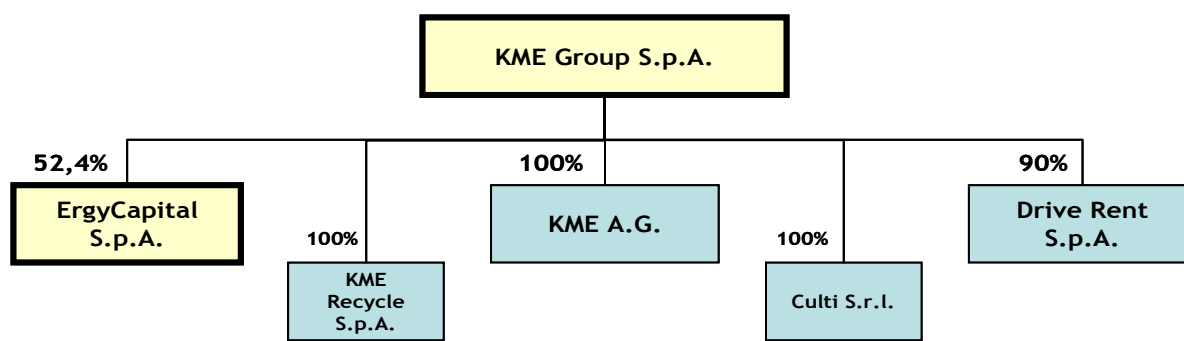 KME Group S.p.A.
52,4%
100%
90%
ErgyCapital
S.p.A.
KME A.G.
Drive Rent
S.p.A.
100%
100%
KME
Recycle
S.p.A.
Culti S.r.l.